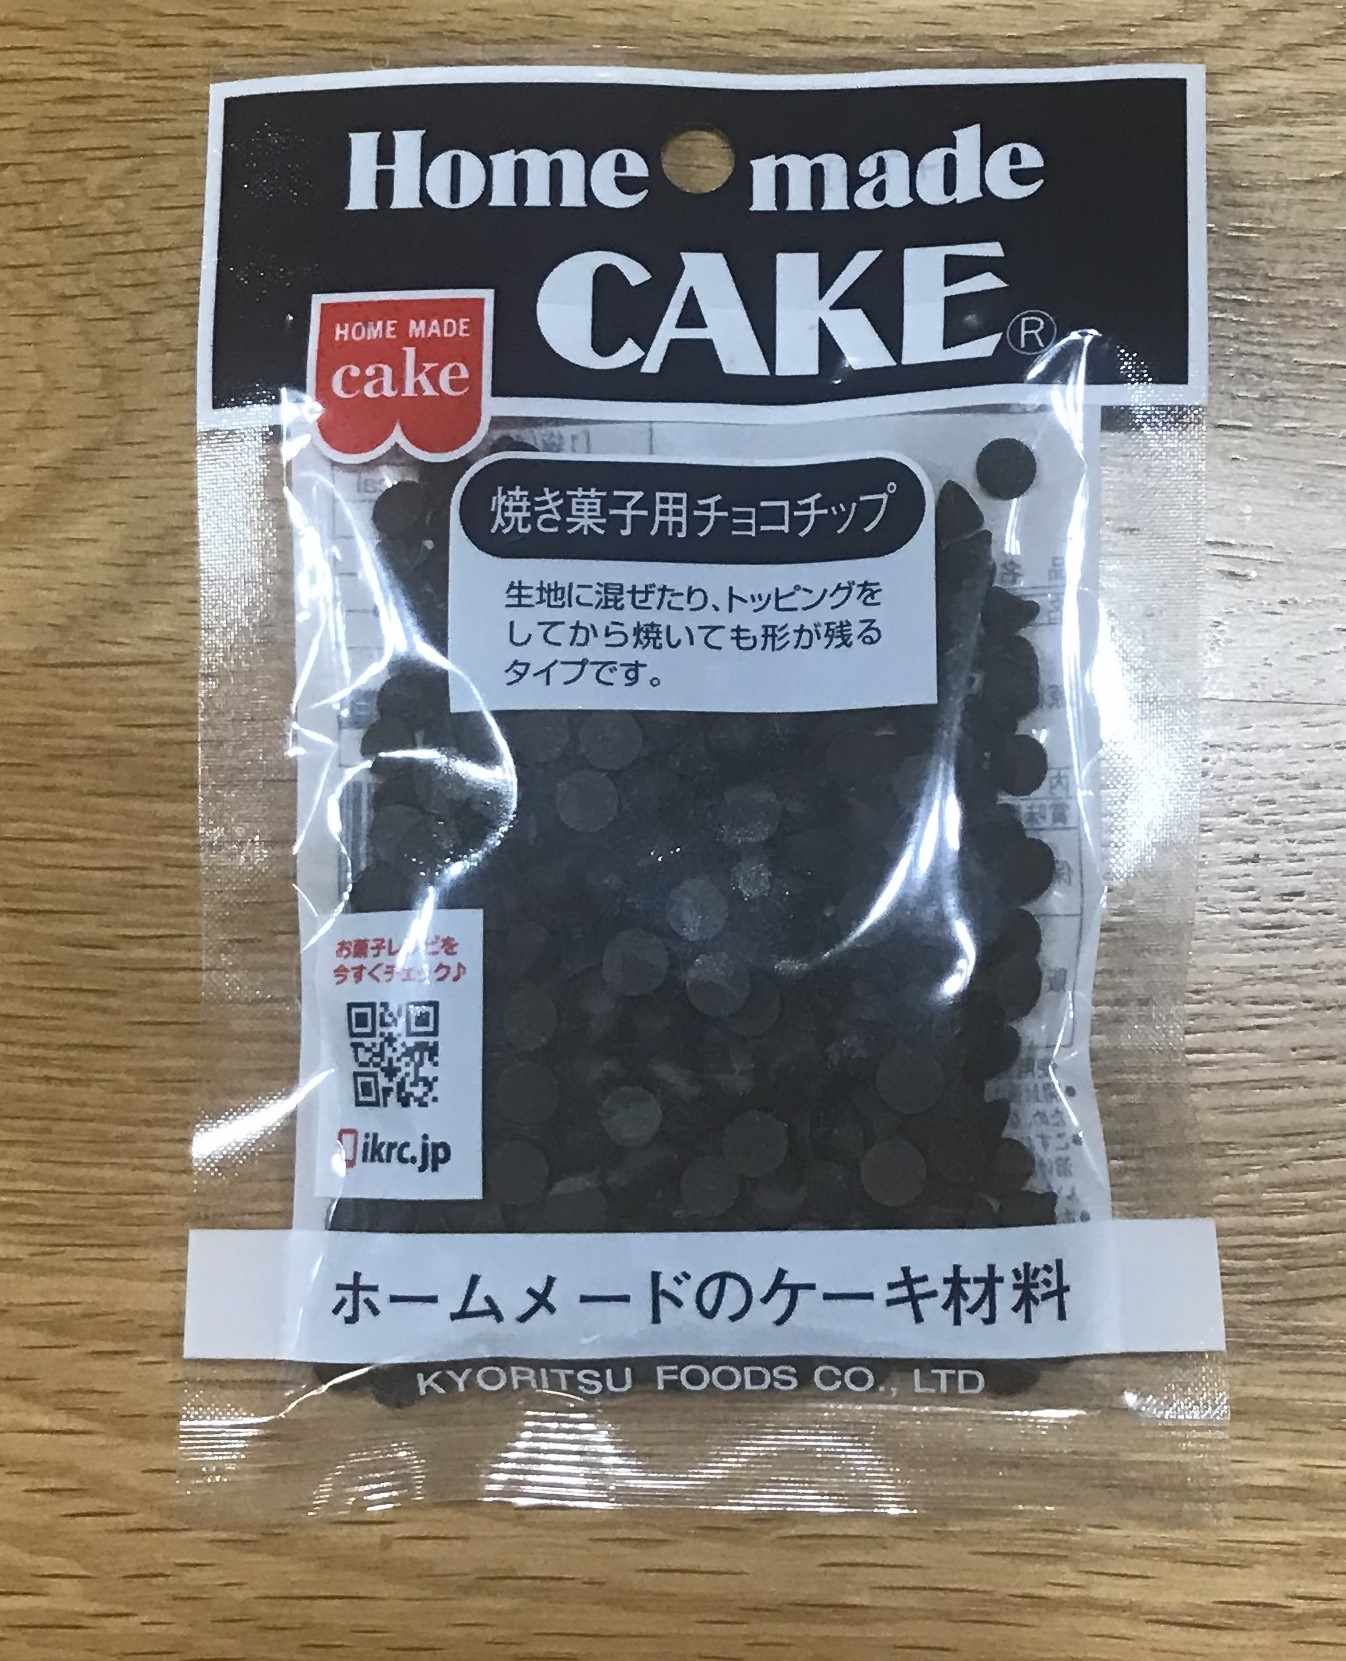 Home made
CAKE®
HOME MADE
cake
焼き菓子用チョコチップ
生地に混ぜたり、トッピングを
してから焼いても形が残る
タイプです。
お菓子レシピを
今すぐチェック♪
ikrc.jp
ホームメードのケーキ材料
KYORITSU FOODS CO., LTD